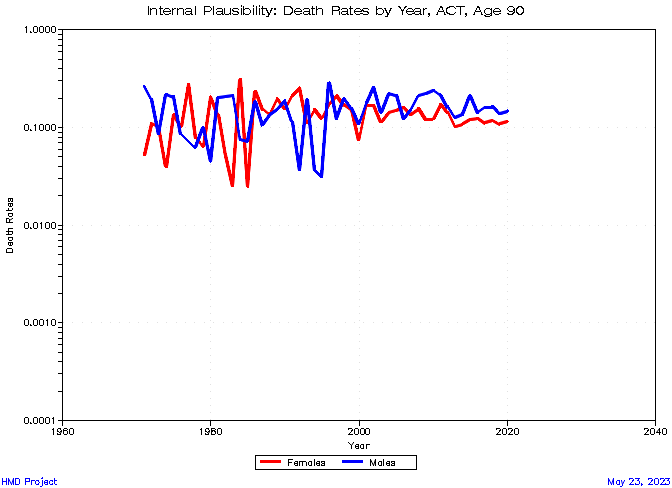 Internal Plausibility: Death Rates by Year, ACT, Age 90
1.0000
0.1000
0.0100
0.0010
0.0001
Death Rates
1960
1980
2000
2020
2040
Year
Females
Males
HMD Project
May 23, 2023